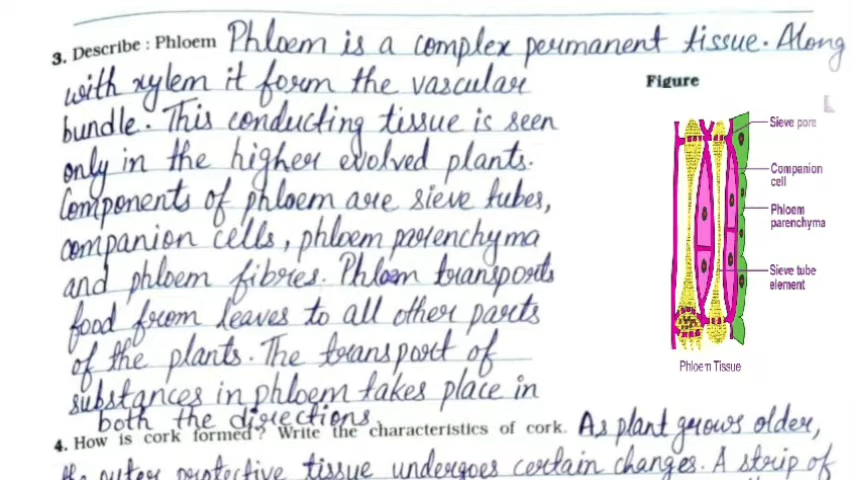 3. Describe : Phloem Phloem is a complex permanent tissue. Along
with xylem it form the vascular
bundle. This conducting tissue is seen
only in the higher evolved plants.
Components of phloem are sieve tubes,
companion cells, phloem parenchyma
and phloem fibres. Phloem transports
food from leaves to all other parts
of the plants. The transport of
substances in phloem takes place in
both the directions
Figure
Sieve pore
Companion
cell
Phloem
parenchyma
Sieve tube
element
Phloem Tissue
4. How is cork formed? Write the characteristics of cork. As plant grows older,
the outer protective tissue undergoes certain changes. A strip of